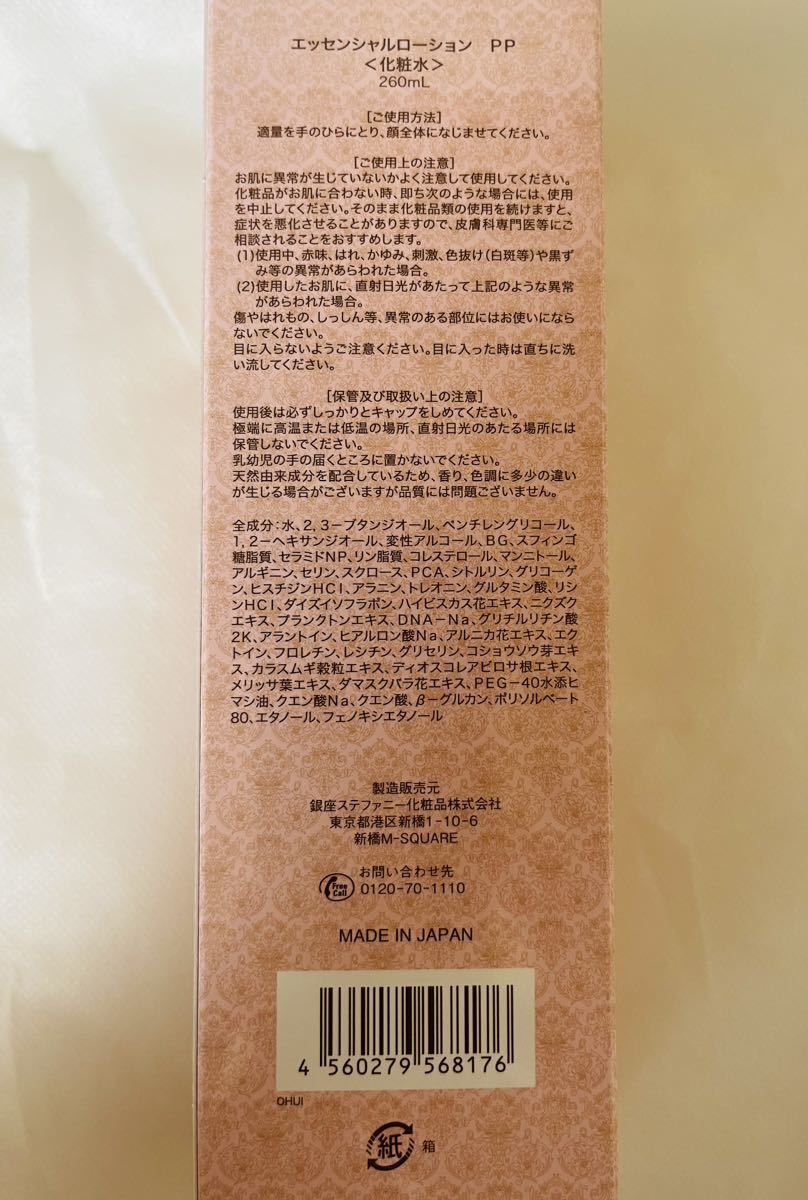 エッセンシャルローション　PP
＜化粧水＞
260mL
［ご使用方法］
適量を手のひらにとり、顔全体になじませてください。
［ご使用上の注意］
お肌に異常が生じていないかよく注意して使用してください。
化粧品がお肌に合わない時、即ち次のような場合には、使用
を中止してください。そのまま化粧品類の使用を続けますと、
症状を悪化させることがありますので、皮膚科専門医等にご
相談されることをおすすめします。
(1)使用中、赤味、はれ、かゆみ、刺激、色抜け(白斑等)や黒ず
み等の異常があらわれた場合。
(2)使用したお肌に、直射日光があたって上記のような異常
があらわれた場合。
傷やはれもの、しっしん等、異常のある部位にはお使いになら
ないでください。
目に入らないようご注意ください。目に入った時は直ちに洗
い流してください。
［保管及び取扱い上の注意］
使用後は必ずしっかりとキャップをしめてください。
極端に高温または低温の場所、直射日光のあたる場所には
保管しないでください。
乳幼児の手の届くところに置かないでください。
天然由来成分を配合しているため、香り、色調に多少の違い
が生じる場合がございますが品質には問題ございません。
全成分：水、2，3－ブタンジオール、ペンチレングリコール、
1，2－ヘキサンジオール、変性アルコール、BG、スフィンゴ
糖脂質、セラミドNP、リン脂質、コレステロール、マンニトール、
アルギニン、セリン、スクロース、PCA、シトルリン、グリコーゲ
ン、ヒスチジンHCl、アラニン、トレオニン、グルタミン酸、リシ
ンHCl、ダイズイソフラボン、ハイビスカス花エキス、ニクズク
エキス、プランクトンエキス、DNA－Na、グリチルリチン酸
2K、アラントイン、ヒアルロン酸Na、アルニカ花エキス、エク
トイン、フロレチン、レシチン、グリセリン、コショウソウ芽エキ
ス、カラスムギ穀粒エキス、ディオスコレアビロサ根エキス、
メリッサ葉エキス、ダマスクバラ花エキス、PEG－40水添ヒ
マシ油、クエン酸Na、クエン酸、β－グルカン、ポリソルベート
80、エタノール、フェノキシエタノール
製造販売元
銀座ステファニー化粧品株式会社
東京都港区新橋1-10-6
新橋M-SQUARE
お問い合わせ先
Free Call 0120-70-1110
MADE IN JAPAN
4 560279 568176
OHUI
紙 箱